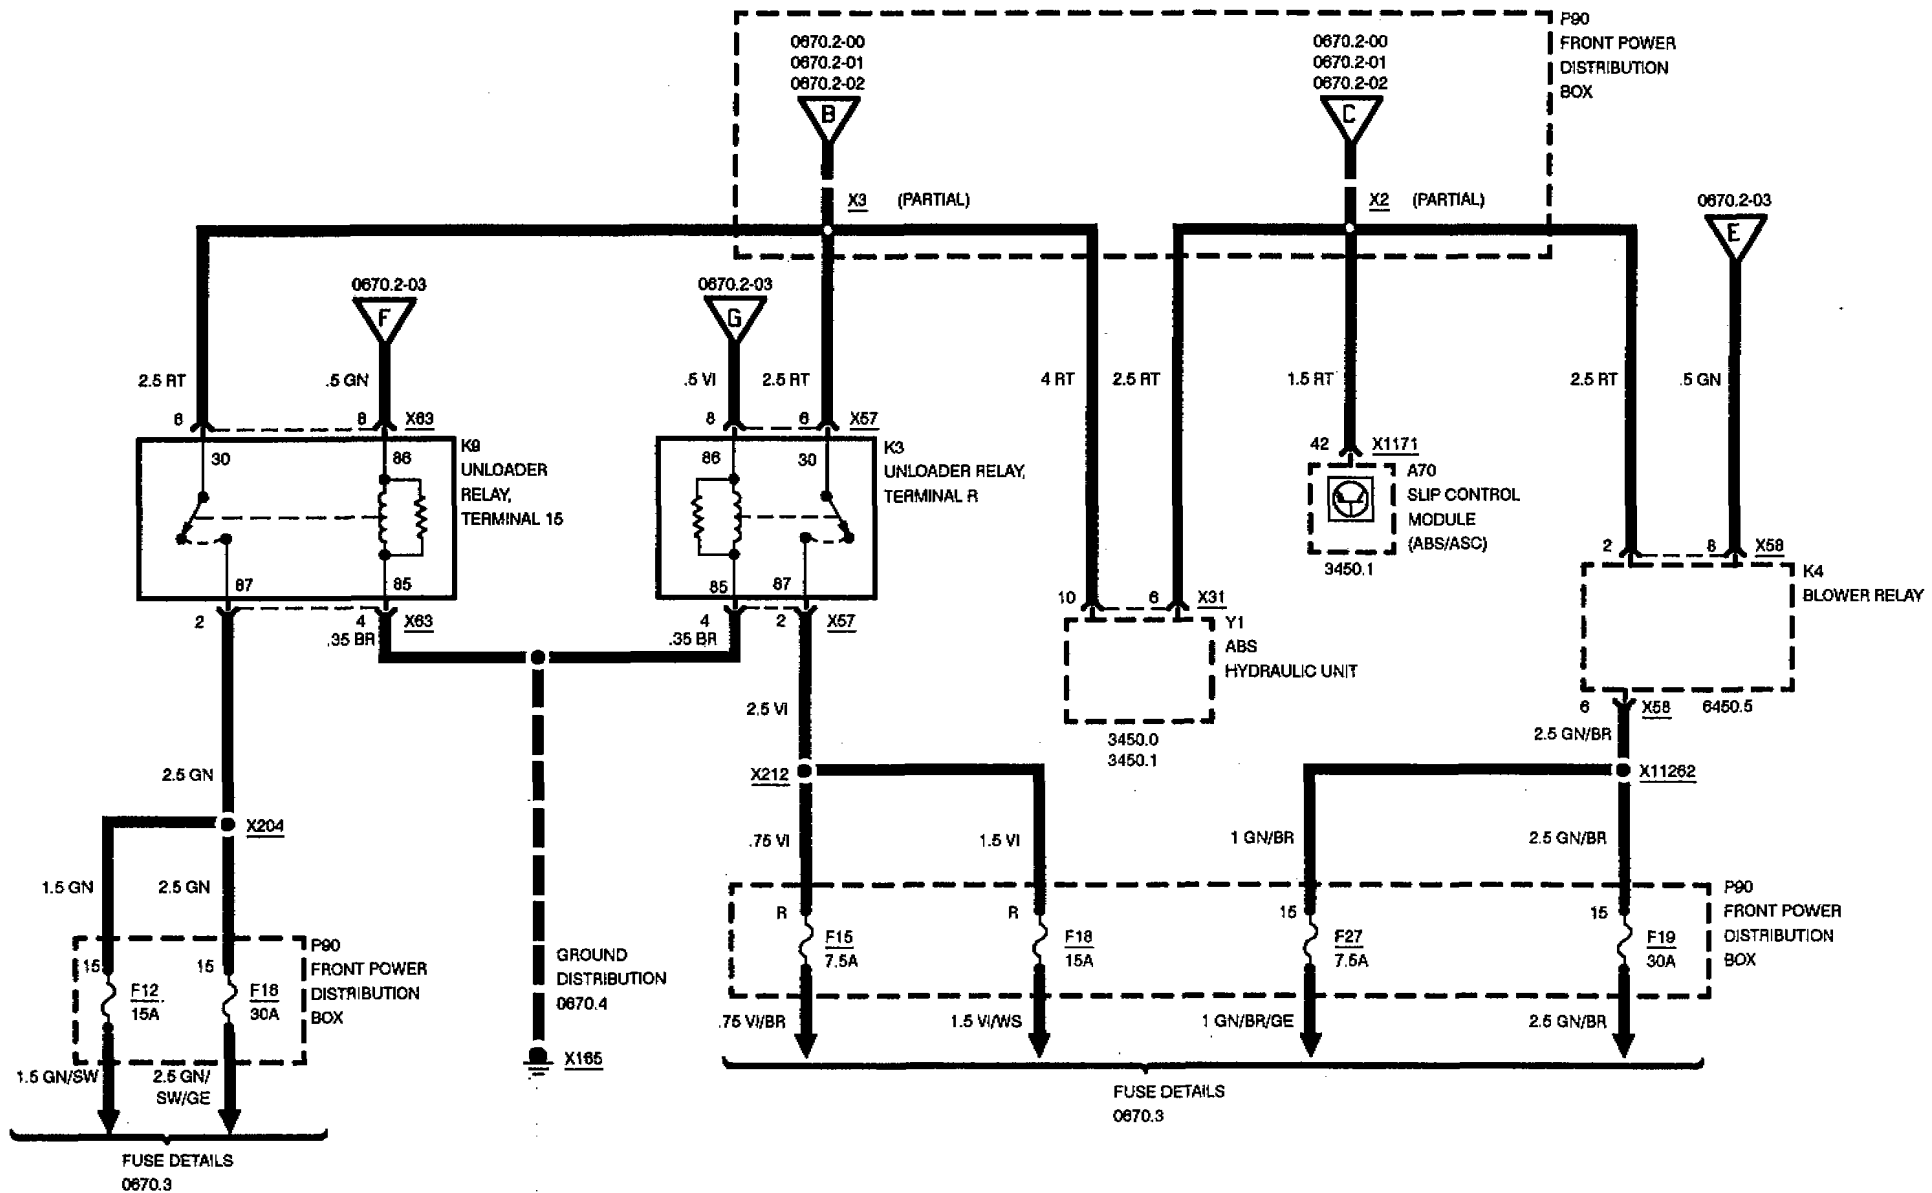 P90
FRONT POWER
DISTRIBUTION
BOX
0670.2-00
0670.2-01
0670.2-02
B
0670.2-00
0670.2-01
0670.2-02
C
X3 (PARTIAL)
X2 (PARTIAL)
0670.2-03
E
0670.2-03
F
0670.2-03
G
2.5 RT
.5 GN
.5 VI
2.5 RT
4 RT
2.5 RT
1.5 RT
2.5 RT
.5 GN
6
8
X63
8
6
X57
30
86
K9
UNLOADER
RELAY,
TERMINAL 15
86
30
K3
UNLOADER RELAY,
TERMINAL R
42
X1171
A70
SLIP CONTROL
MODULE
(ABS/ASC)
3450.1
2
8
X58
K4
BLOWER RELAY
87
85
85
87
2
4
X63
.35 BR
4
2
X57
.35 BR
10
6
X31
Y1
ABS
HYDRAULIC UNIT
3450.0
3450.1
6
X58
6450.5
2.5 GN/BR
2.5 VI
X212
X11262
2.5 GN
X204
.75 VI
1.5 VI
1 GN/BR
2.5 GN/BR
1.5 GN
2.5 GN
R
F15
7.5A
R
F18
15A
15
F27
7.5A
15
F19
30A
P90
FRONT POWER
DISTRIBUTION
BOX
15
F12
15A
15
F16
30A
P90
FRONT POWER
DISTRIBUTION
BOX
GROUND
DISTRIBUTION
0670.4
X165
.75 VI/BR
1.5 VI/WS
1 GN/BR/GE
2.5 GN/BR
FUSE DETAILS
0670.3
1.5 GN/SW
2.5 GN/
SW/GE
FUSE DETAILS
0670.3